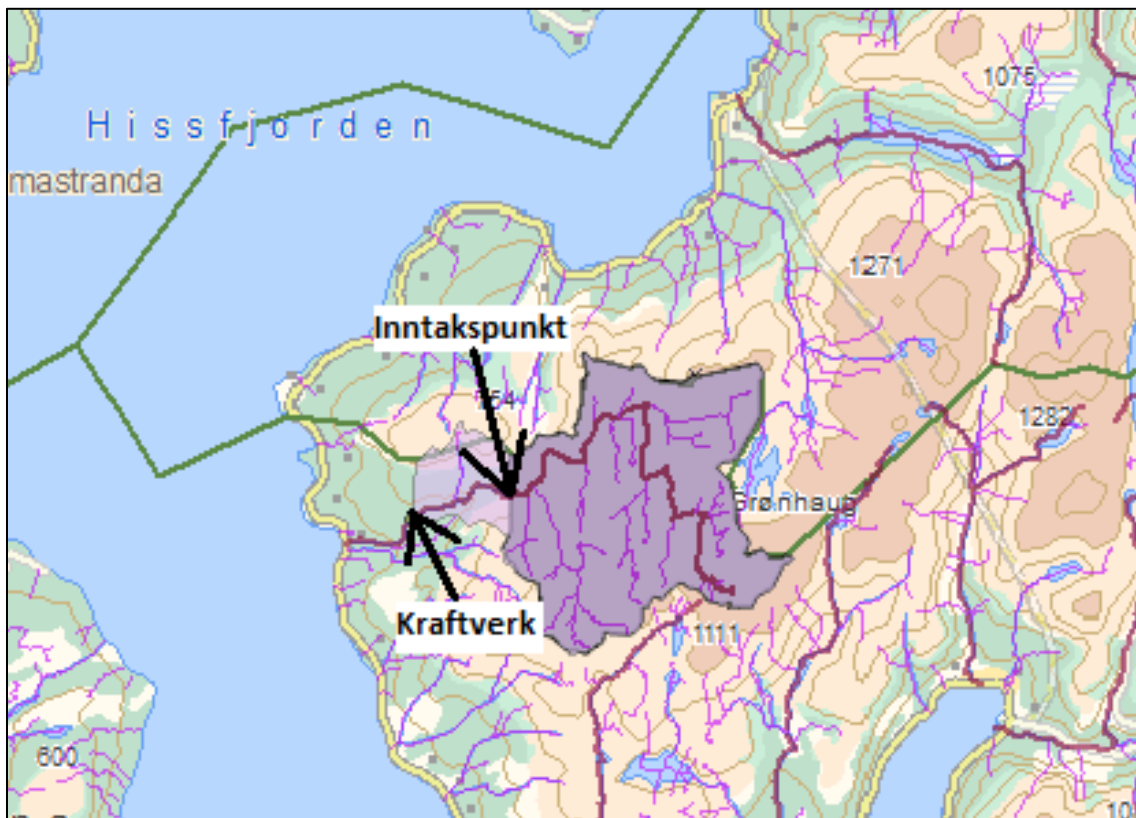 1075
Hissfjorden
mastranda
1271
Inntakspunkt
1282
Grønhaug
Kraftverk
1111
600